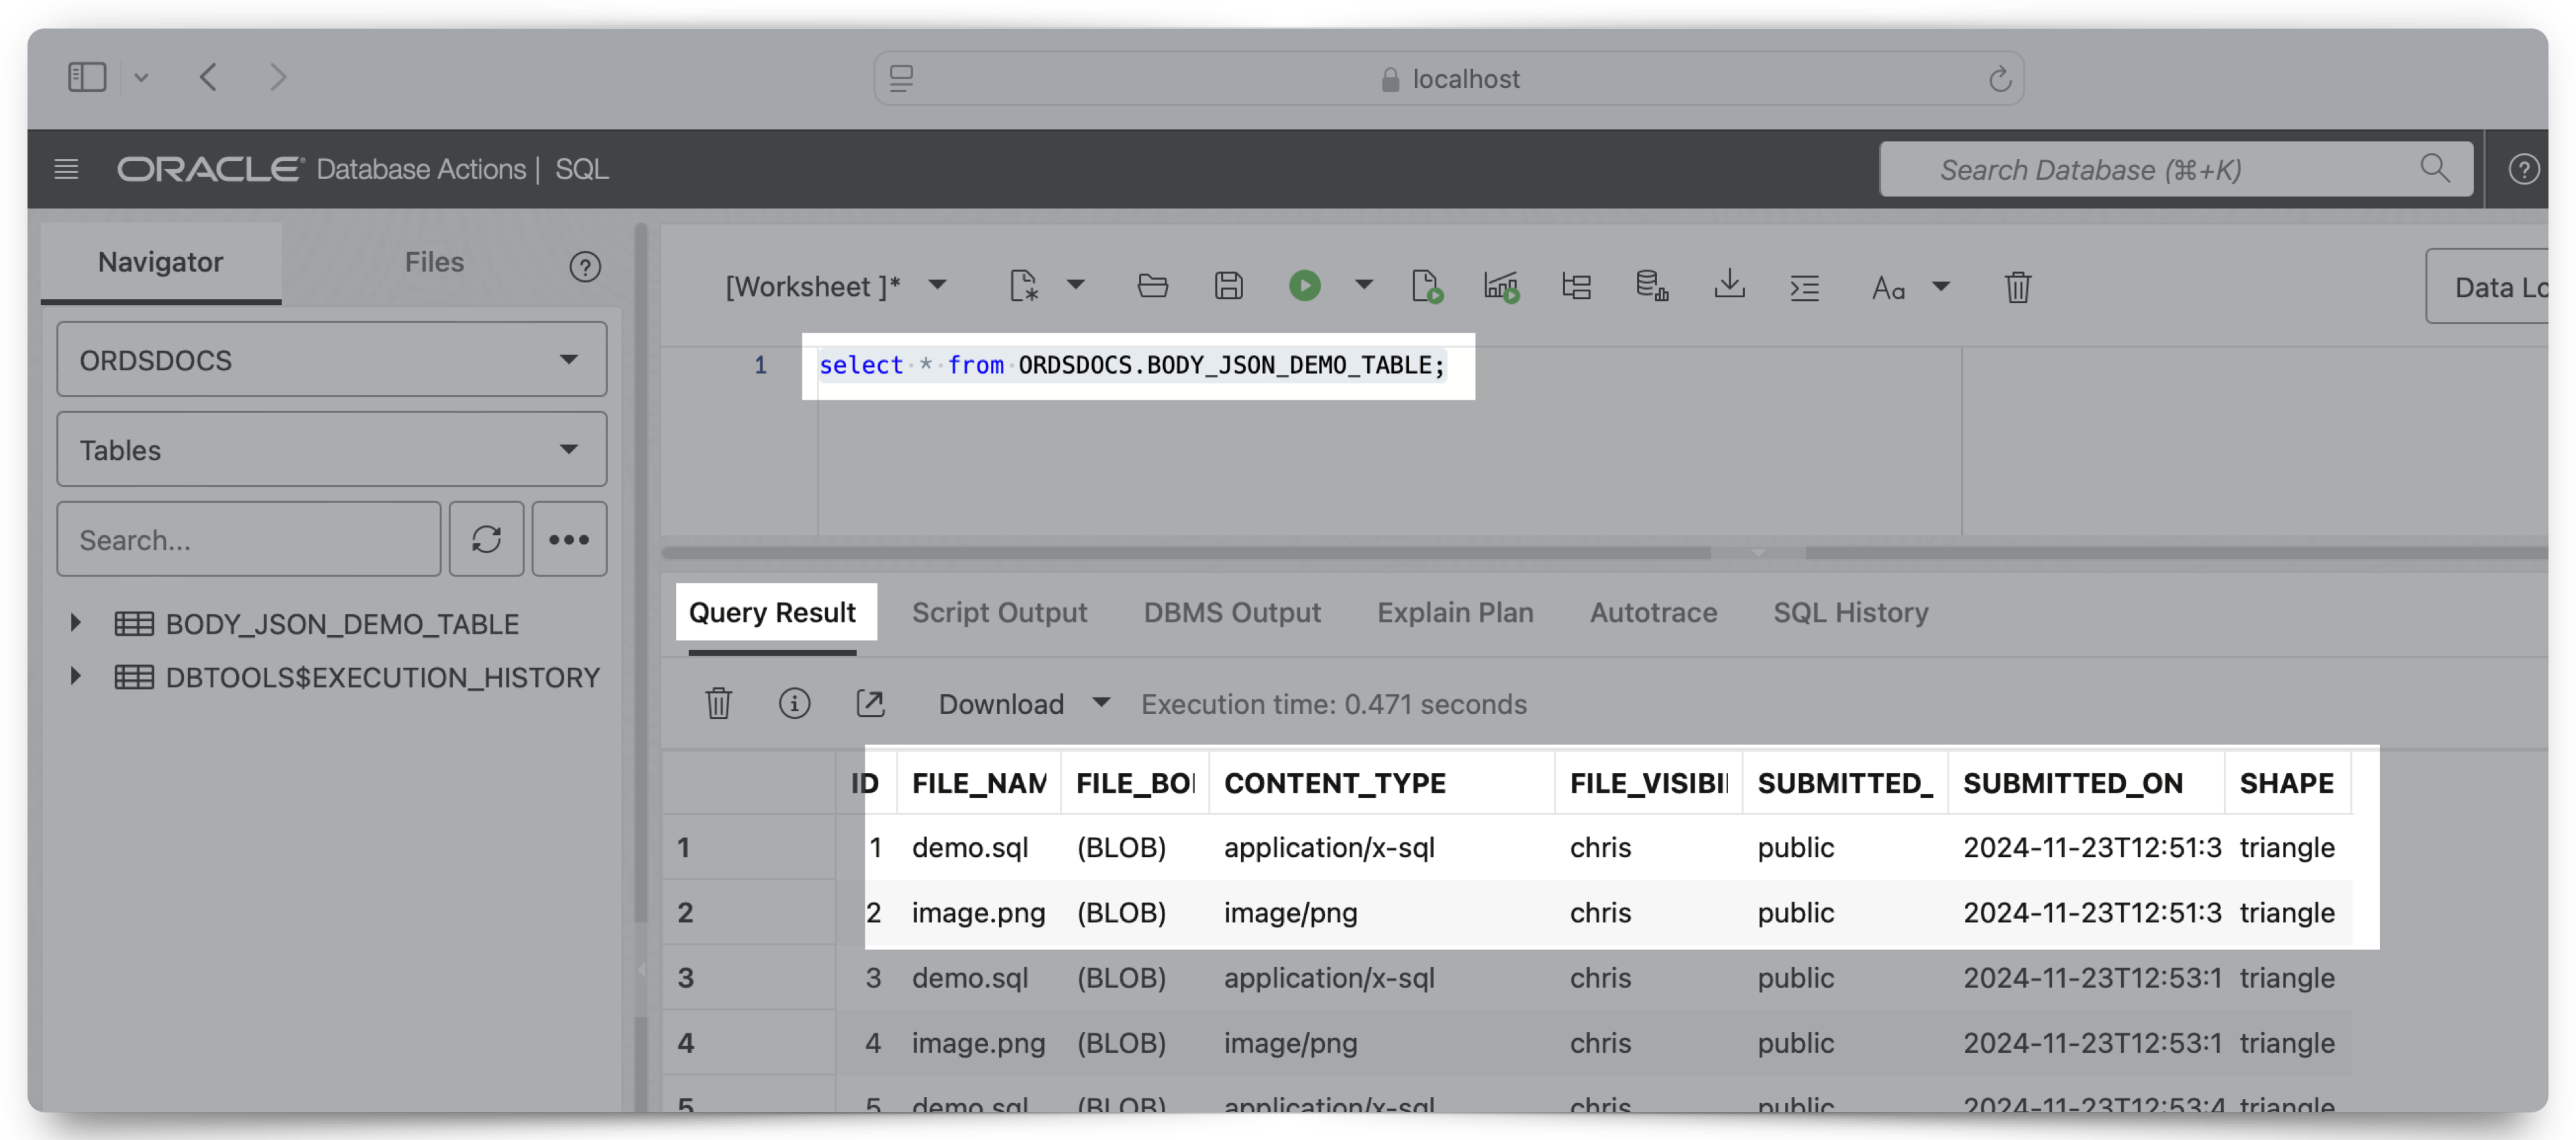 localhost
ORACLE Database Actions | SQL
Search Database (⌘+K)
Navigator
Files
[Worksheet ]*
Aa
Data Lo
ORDSDOCS
Tables
Search...
BODY_JSON_DEMO_TABLE
DBTOOLS$EXECUTION_HISTORY
1 select * from ORDSDOCS.BODY_JSON_DEMO_TABLE;
Query Result Script Output DBMS Output Explain Plan Autotrace SQL History
Download Execution time: 0.471 seconds
ID FILE_NAM FILE_BO CONTENT_TYPE FILE_VISIBI SUBMITTED_ SUBMITTED_ON SHAPE
1 1 demo.sql (BLOB) application/x-sql chris public 2024-11-23T12:51:3 triangle
2 2 image.png (BLOB) image/png chris public 2024-11-23T12:51:3 triangle
3 3 demo.sql (BLOB) application/x-sql chris public 2024-11-23T12:53:1 triangle
4 4 image.png (BLOB) image/png chris public 2024-11-23T12:53:1 triangle
5 5 demo.sql (BLOB) application/x-sql chris public 2024-11-23T12:53:4 triangle